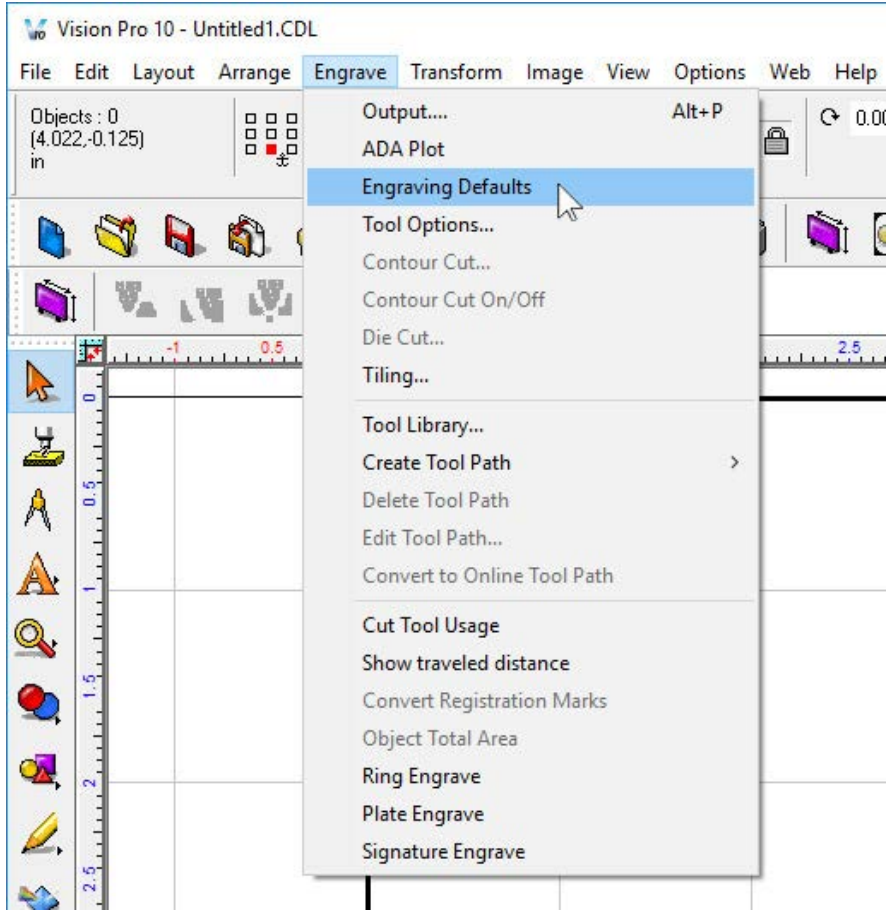 Vision Pro 10 - Untitled1.CDL
File Edit Layout Arrange Engrave Transform Image View Options Web Help
Objects : 0
(4.022,-0.125)
in
0.00
Output.... Alt+P
ADA Plot
Engraving Defaults
Tool Options...
Contour Cut...
Contour Cut On/Off
Die Cut...
Tiling...
Tool Library...
Create Tool Path
Delete Tool Path
Edit Tool Path...
Convert to Online Tool Path
Cut Tool Usage
Show traveled distance
Convert Registration Marks
Object Total Area
Ring Engrave
Plate Engrave
Signature Engrave
-1 0.5 2.5
0
0.5
1
1.5
2
2.5